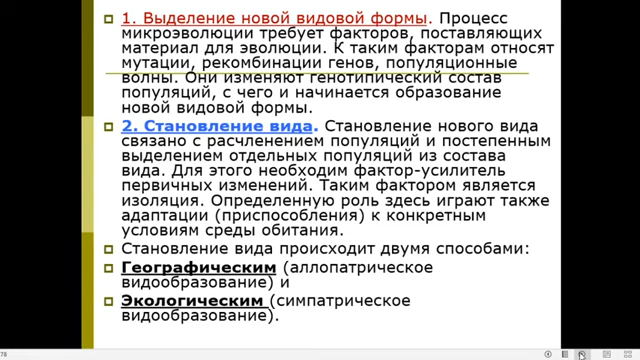 1. Выделение новой видовой формы. Процесс
микроэволюции требует факторов, поставляющих
материал для эволюции. К таким факторам относят
мутации, рекомбинации генов, популяционные
волны. Они изменяют генотипический состав
популяций, с чего и начинается образование
новой видовой формы.
2. Становление вида. Становление нового вида
связано с расчленением популяций и постепенным
выделением отдельных популяций из состава
вида. Для этого необходим фактор-усилитель
первичных изменений. Таким фактором является
изоляция. Определенную роль здесь играют также
адаптации (приспособления) к конкретным
условиям среды обитания.
Становление вида происходит двумя способами:
Географическим (аллопатрическое
видообразование) и
Экологическим (симпатрическое
видообразование).
78